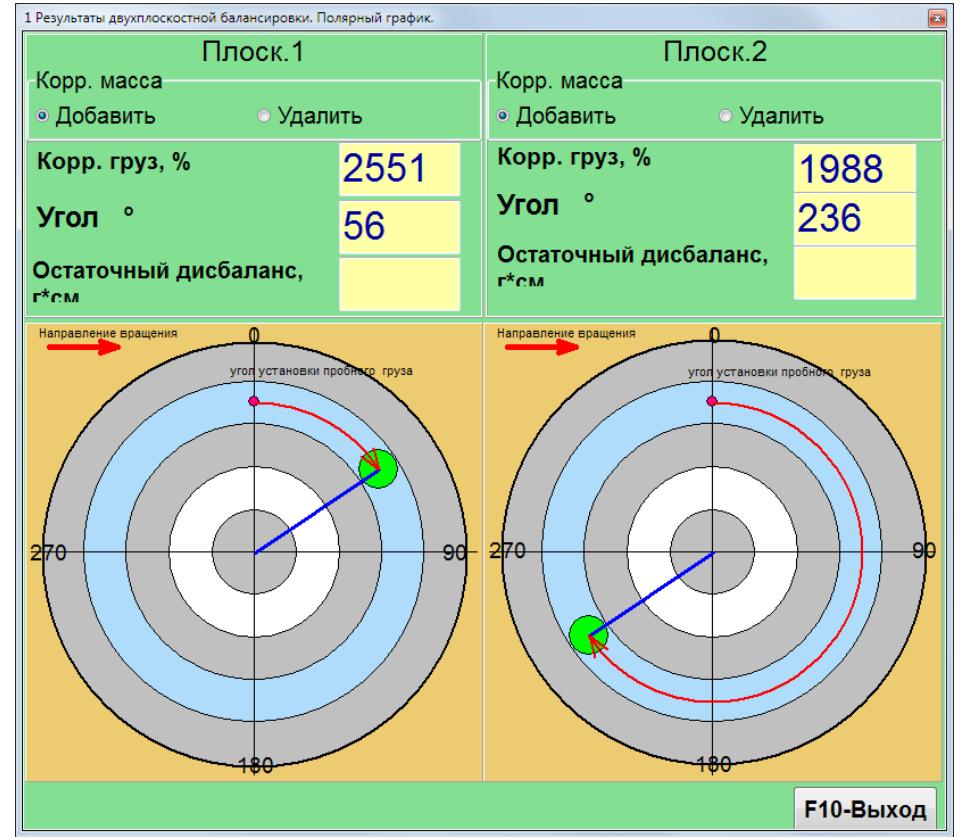 1 Результаты двухплоскостной балансировки. Полярный график.
Плоск.1
Корр. масса
Добавить
Удалить
Корр. груз, %
2551
Угол °
56
Остаточный дисбаланс,
г*см
Плоск.2
Корр. масса
Добавить
Удалить
Корр. груз, %
1988
Угол °
236
Остаточный дисбаланс,
г*см
Направление вращения
0
угол установки пробного груза
270
90
180
Направление вращения
0
угол установки пробного груза
270
90
180
F10-Выход